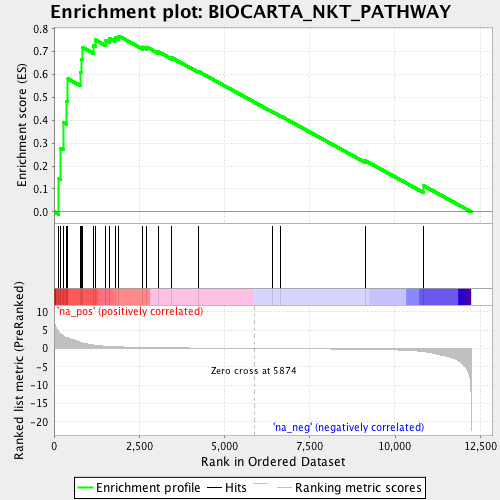 Enrichment plot: BIOCARTA_NKT_PATHWAY
Enrichment score (ES)
0.8
0.7
0.6
0.5
0.4
0.3
0.2
0.1
0.0
'na_pos' (positively correlated)
Ranked list metric (PreRanked)
10
5
0
-5
-10
-15
-20
Zero cross at 5874
'na_neg' (negatively correlated)
0
2,500
5,000
7,500
10,000
12,500
Rank in Ordered Dataset
Enrichment profile
Hits
Ranking metric scores